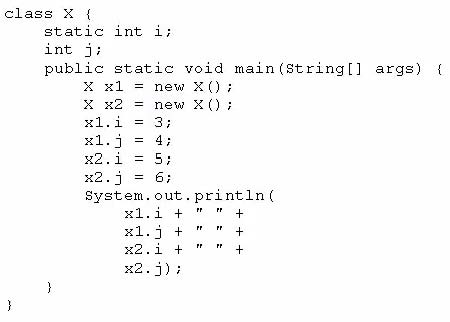 class X {
    static int i;
    int j;
    public static void main(String[] args) {
        X x1 = new X();
        X x2 = new X();
        x1.i = 3;
        x1.j = 4;
        x2.i = 5;
        x2.j = 6;
        System.out.println(
            x1.i + " " +
            x1.j + " " +
            x2.i + " " +
            x2.j);
    }
}